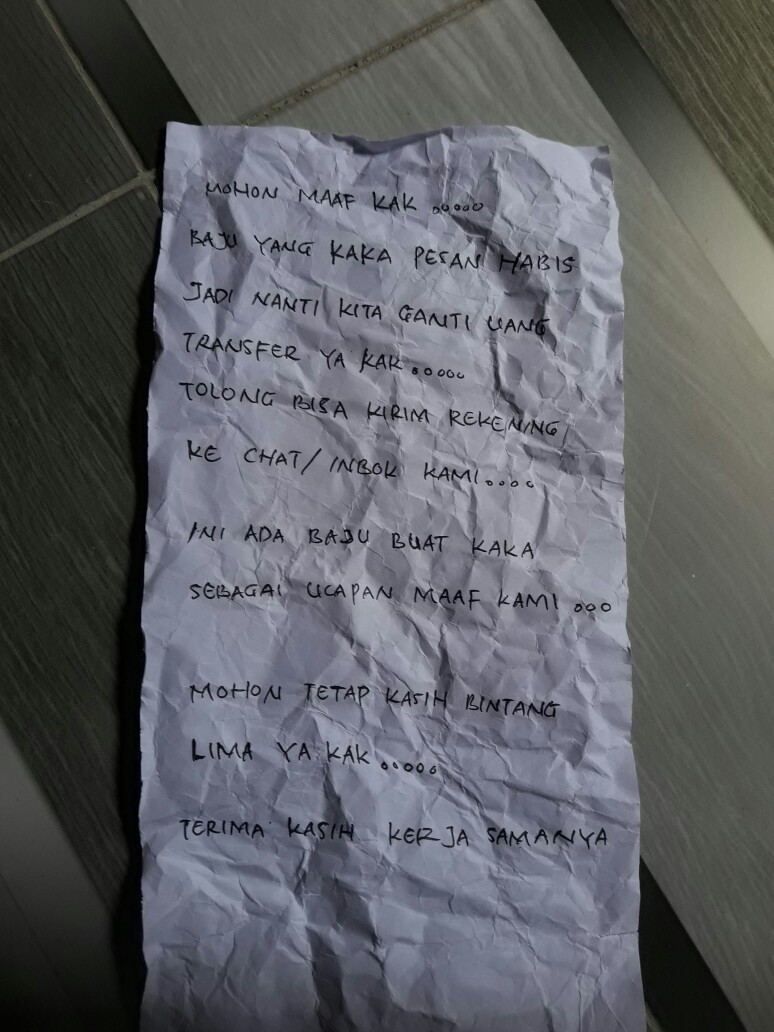 MOHON MAAF KAK .....
BAJU YANG KAKA PESAN HABIS
JADI NANTI KITA GANTI UANG
TRANSFER YA KAK .....
TOLONG BISA KIRIM REKENING
KE CHAT/INBOK KAMI ....
INI ADA BAJU BUAT KAKA
SEBAGAI UCAPAN MAAF KAMI ...
MOHON TETAP KASIH BINTANG
LIMA YA KAK .....
TERIMA KASIH KERJA SAMANYA